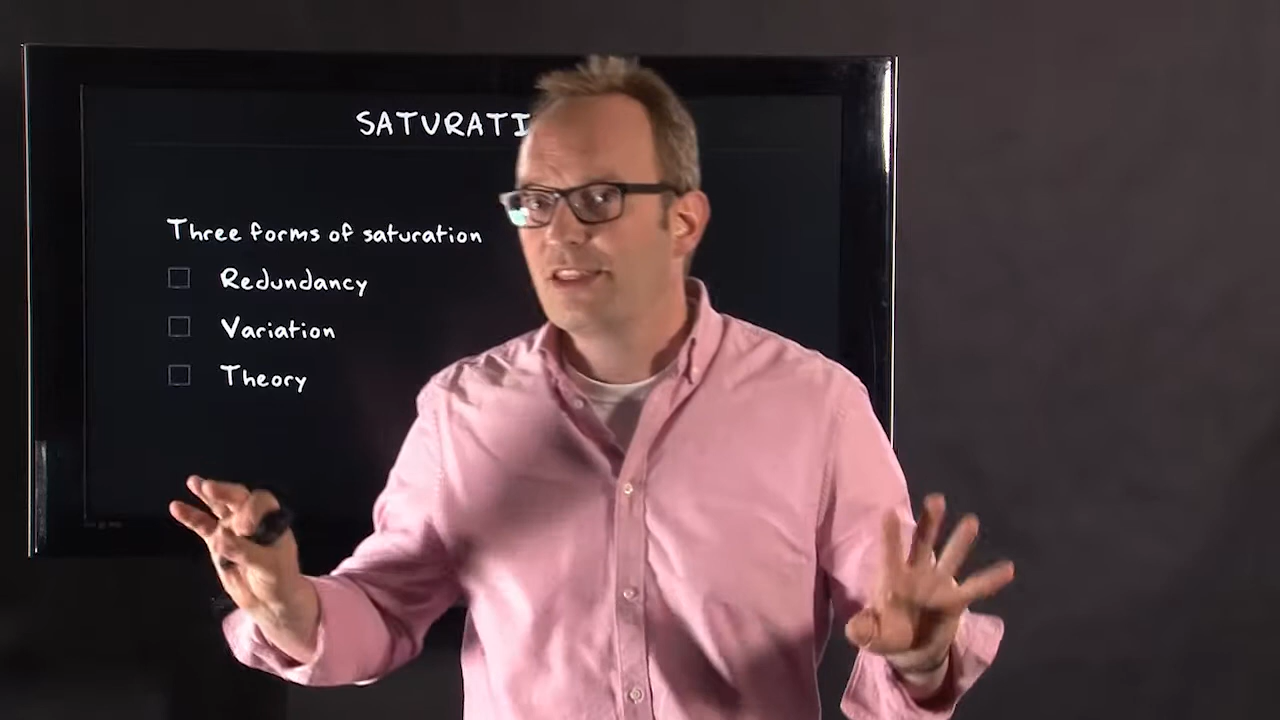 SATURATI
Three forms of saturation
Redundancy
Variation
Theory